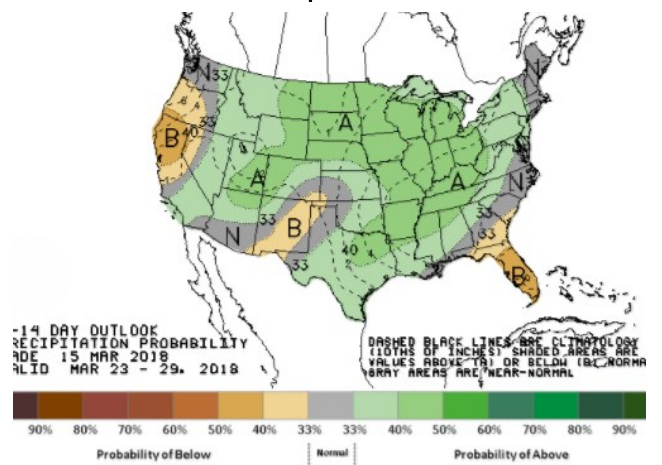 N 33
33
B 40
A
A
A
N
N
33
N
B
33
33
40
33
33
B
-14 DAY OUTLOOK
RECIPITATION PROBABILITY
ADE 15 MAR 2018
ALID MAR 23 - 29, 2018
DASHED BLACK LINES ARE CLIMATOLOGY
(10THS OF INCHES) SHADED AREAS ARE
VALUES ABOVE (A) OR BELOW (B) NORMA
GRAY AREAS ARE NEAR-NORMAL
90% 80% 70% 60% 50% 40% 33% 33% 40% 50% 60% 70% 80% 90%
Probability of Below Normal Probability of Above